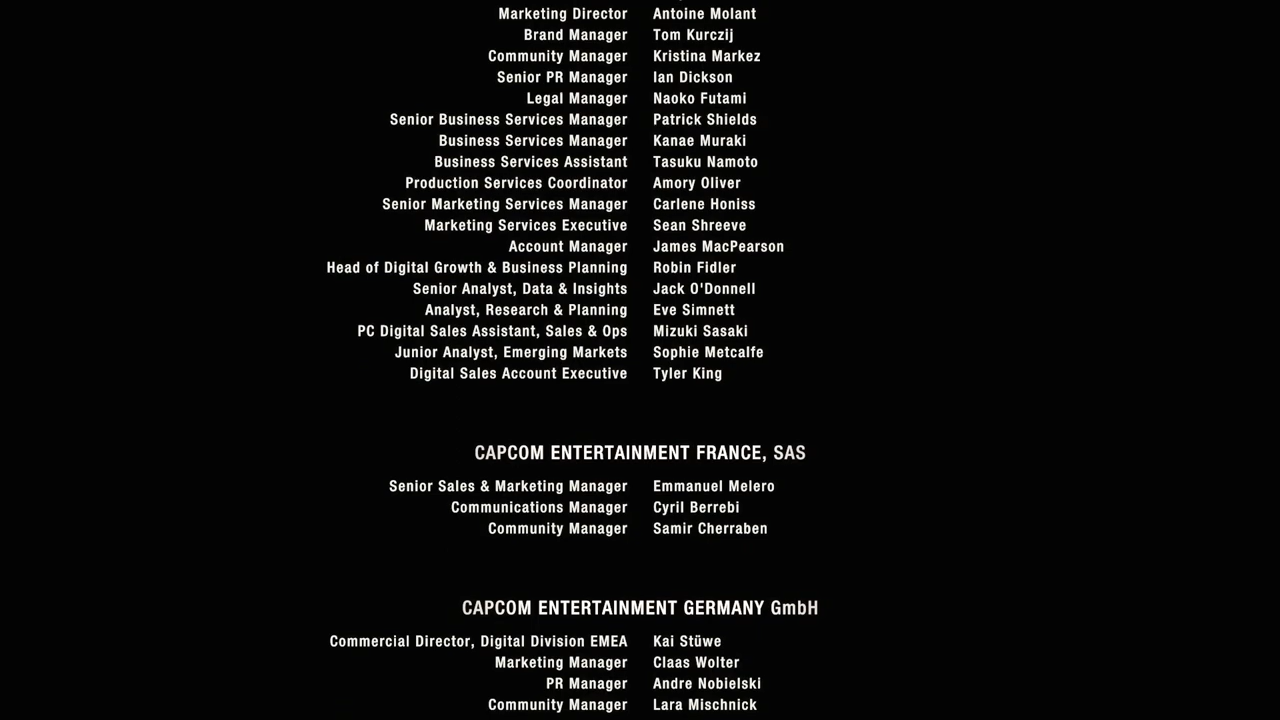 Marketing Director Antoine Molant
Brand Manager Tom Kurczij
Community Manager Kristina Markez
Senior PR Manager Ian Dickson
Legal Manager Naoko Futami
Senior Business Services Manager Patrick Shields
Business Services Manager Kanae Muraki
Business Services Assistant Tasuku Namoto
Production Services Coordinator Amory Oliver
Senior Marketing Services Manager Carlene Honiss
Marketing Services Executive Sean Shreeve
Account Manager James MacPearson
Head of Digital Growth & Business Planning Robin Fidler
Senior Analyst, Data & Insights Jack O'Donnell
Analyst, Research & Planning Eve Simnett
PC Digital Sales Assistant, Sales & Ops Mizuki Sasaki
Junior Analyst, Emerging Markets Sophie Metcalfe
Digital Sales Account Executive Tyler King
CAPCOM ENTERTAINMENT FRANCE, SAS
Senior Sales & Marketing Manager Emmanuel Melero
Communications Manager Cyril Berrebi
Community Manager Samir Cherraben
CAPCOM ENTERTAINMENT GERMANY GmbH
Commercial Director, Digital Division EMEA Kai Stüwe
Marketing Manager Claas Wolter
PR Manager Andre Nobielski
Community Manager Lara Mischnick